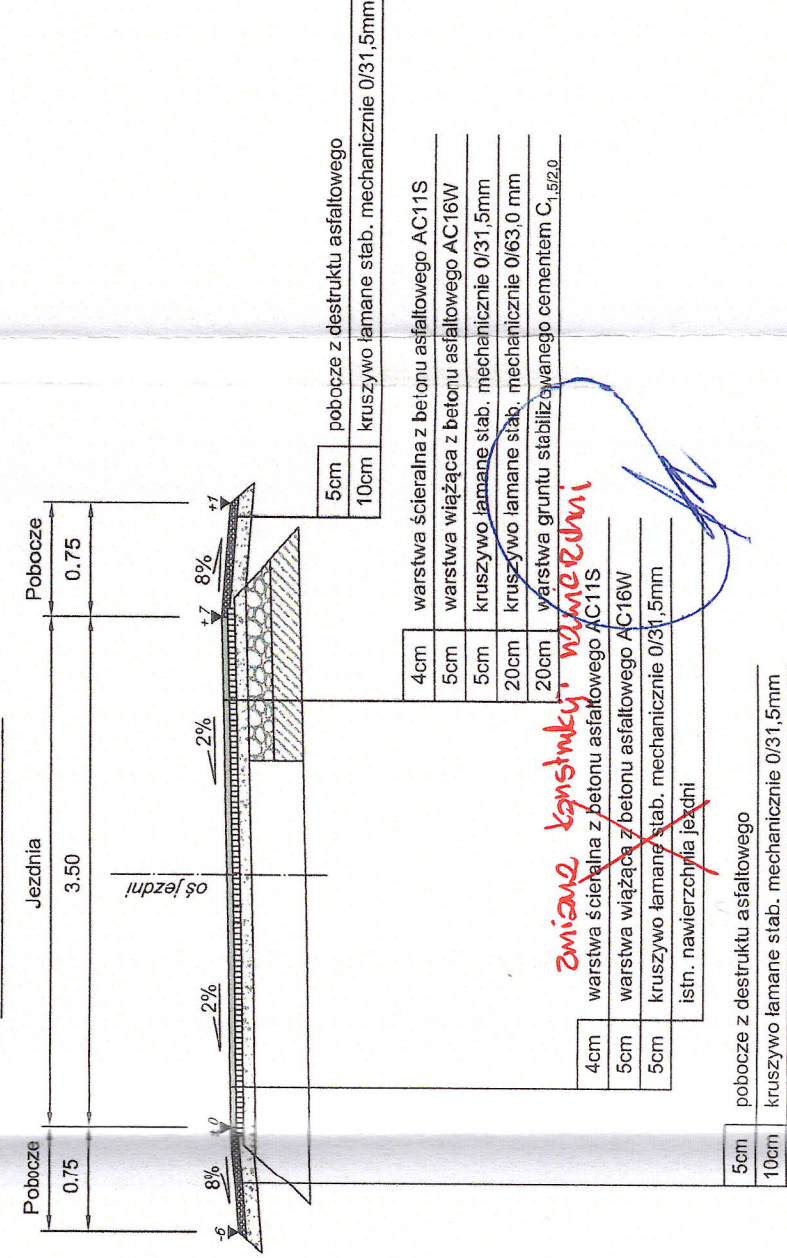 Pobocze
Jezdnia
Pobocze
0.75
3.50
0.75
8%
2%
2%
8%
-6
±0
+7
+1
oś jezdni
5cm pobocze z destruktu asfaltowego
10cm kruszywo łamane stab. mechanicznie 0/31,5mm
4cm warstwa ścieralna z betonu asfaltowego AC11S
5cm warstwa wiążąca z betonu asfaltowego AC16W
5cm kruszywo łamane stab. mechanicznie 0/31,5mm
20cm kruszywo łamane stab. mechanicznie 0/63,0 mm
20cm warstwa gruntu stabilizowanego cementem C1,5/2,0
zmiana konstrukcji nawierzchni
4cm warstwa ścieralna z betonu asfaltowego AC11S
5cm warstwa wiążąca z betonu asfaltowego AC16W
5cm kruszywo łamane stab. mechanicznie 0/31,5mm
istn. nawierzchnia jezdni
5cm pobocze z destruktu asfaltowego
10cm kruszywo łamane stab. mechanicznie 0/31,5mm